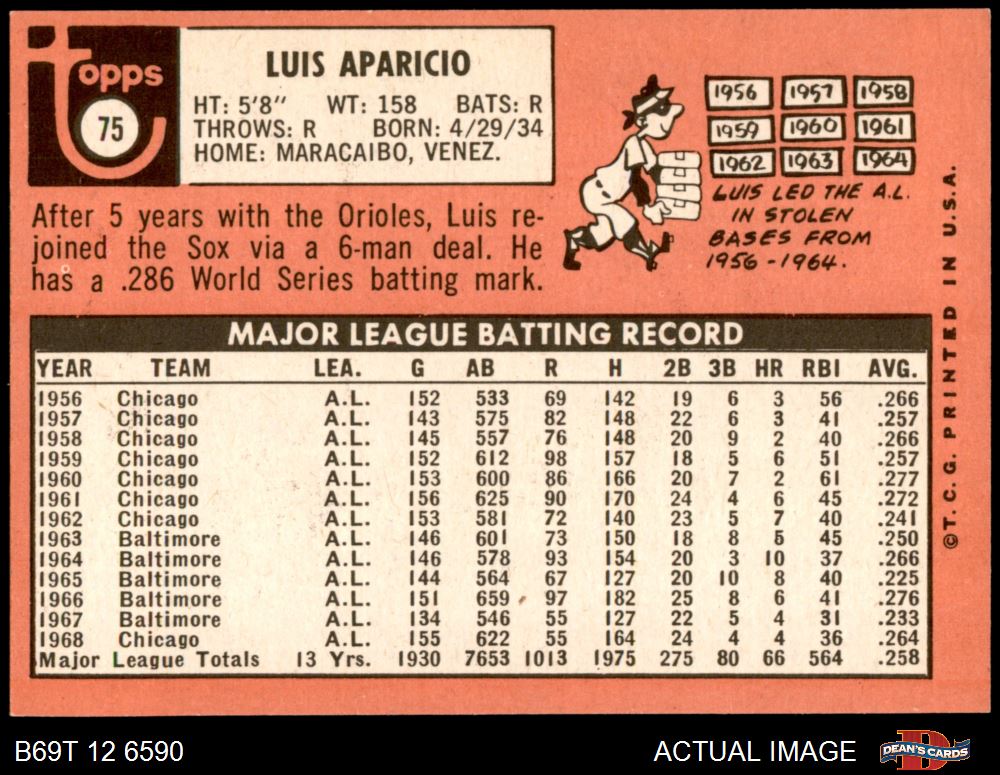 Topps
75
LUIS APARICIO
HT: 5'8" WT: 158 BATS: R
THROWS: R BORN: 4/29/34
HOME: MARACAIBO, VENEZ.
After 5 years with the Orioles, Luis re-
joined the Sox via a 6-man deal. He
has a .286 World Series batting mark.
1956 1957 1958
1959 1960 1961
1962 1963 1964
LUIS LED THE A.L.
IN STOLEN
BASES FROM
1956-1964.
MAJOR LEAGUE BATTING RECORD
YEAR TEAM LEA. G AB R H 2B 3B HR RBI AVG.
1956 Chicago A.L. 152 533 69 142 19 6 3 56 .266
1957 Chicago A.L. 143 575 82 148 22 6 3 41 .257
1958 Chicago A.L. 145 557 76 148 20 9 2 40 .266
1959 Chicago A.L. 152 612 98 157 18 5 6 51 .257
1960 Chicago A.L. 153 600 86 166 20 7 2 61 .277
1961 Chicago A.L. 156 625 90 170 24 4 6 45 .272
1962 Chicago A.L. 153 581 72 140 23 5 7 40 .241
1963 Baltimore A.L. 146 601 73 150 18 8 5 45 .250
1964 Baltimore A.L. 146 578 93 154 20 3 10 37 .266
1965 Baltimore A.L. 144 564 67 127 20 10 8 40 .225
1966 Baltimore A.L. 151 659 97 182 25 8 6 41 .276
1967 Baltimore A.L. 134 546 55 127 22 5 4 31 .233
1968 Chicago A.L. 155 622 55 164 24 4 4 36 .264
Major League Totals 13 Yrs. 1930 7653 1013 1975 275 80 66 564 .258
©T.C.G. PRINTED IN U.S.A.
B69T 12 6590
ACTUAL IMAGE
DEAN'S CARDS